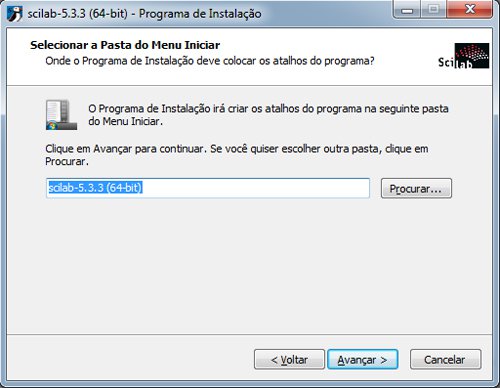 scilab-5.3.3 (64-bit) - Programa de Instalação
Selecionar a Pasta do Menu Iniciar
Onde o Programa de Instalação deve colocar os atalhos do programa?
Scilab
O Programa de Instalação irá criar os atalhos do programa na seguinte pasta
do Menu Iniciar.
Clique em Avançar para continuar. Se você quiser escolher outra pasta, clique em
Procurar.
scilab-5.3.3 (64-bit)
Procurar...
< Voltar
Avançar >
Cancelar